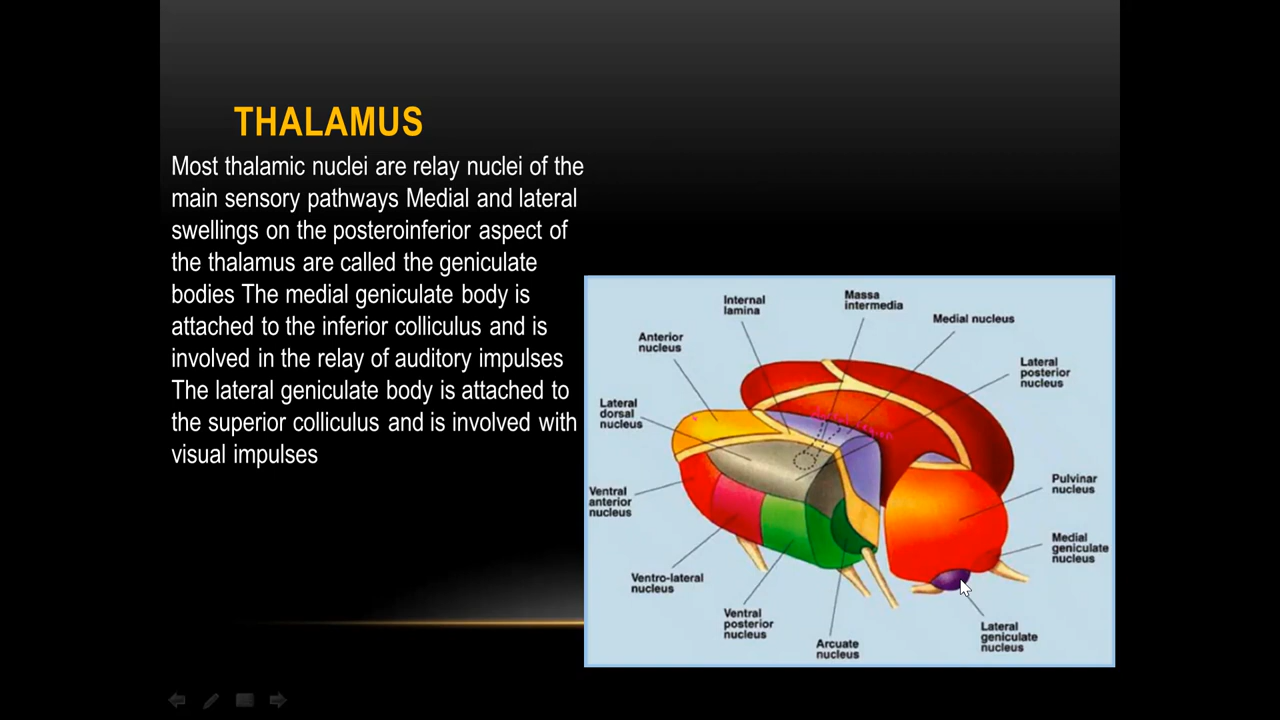 THALAMUS
Most thalamic nuclei are relay nuclei of the
main sensory pathways Medial and lateral
swellings on the posteroinferior aspect of
the thalamus are called the geniculate
bodies The medial geniculate body is
attached to the inferior colliculus and is
involved in the relay of auditory impulses
The lateral geniculate body is attached to
the superior colliculus and is involved with
visual impulses
Internal
lamina
Massa
intermedia
Medial nucleus
Anterior
nucleus
Lateral
posterior
nucleus
Lateral
dorsal
nucleus
Pulvinar
nucleus
Ventral
anterior
nucleus
Medial
geniculate
nucleus
Ventro-lateral
nucleus
Ventral
posterior
nucleus
Arcuate
nucleus
Lateral
geniculate
nucleus